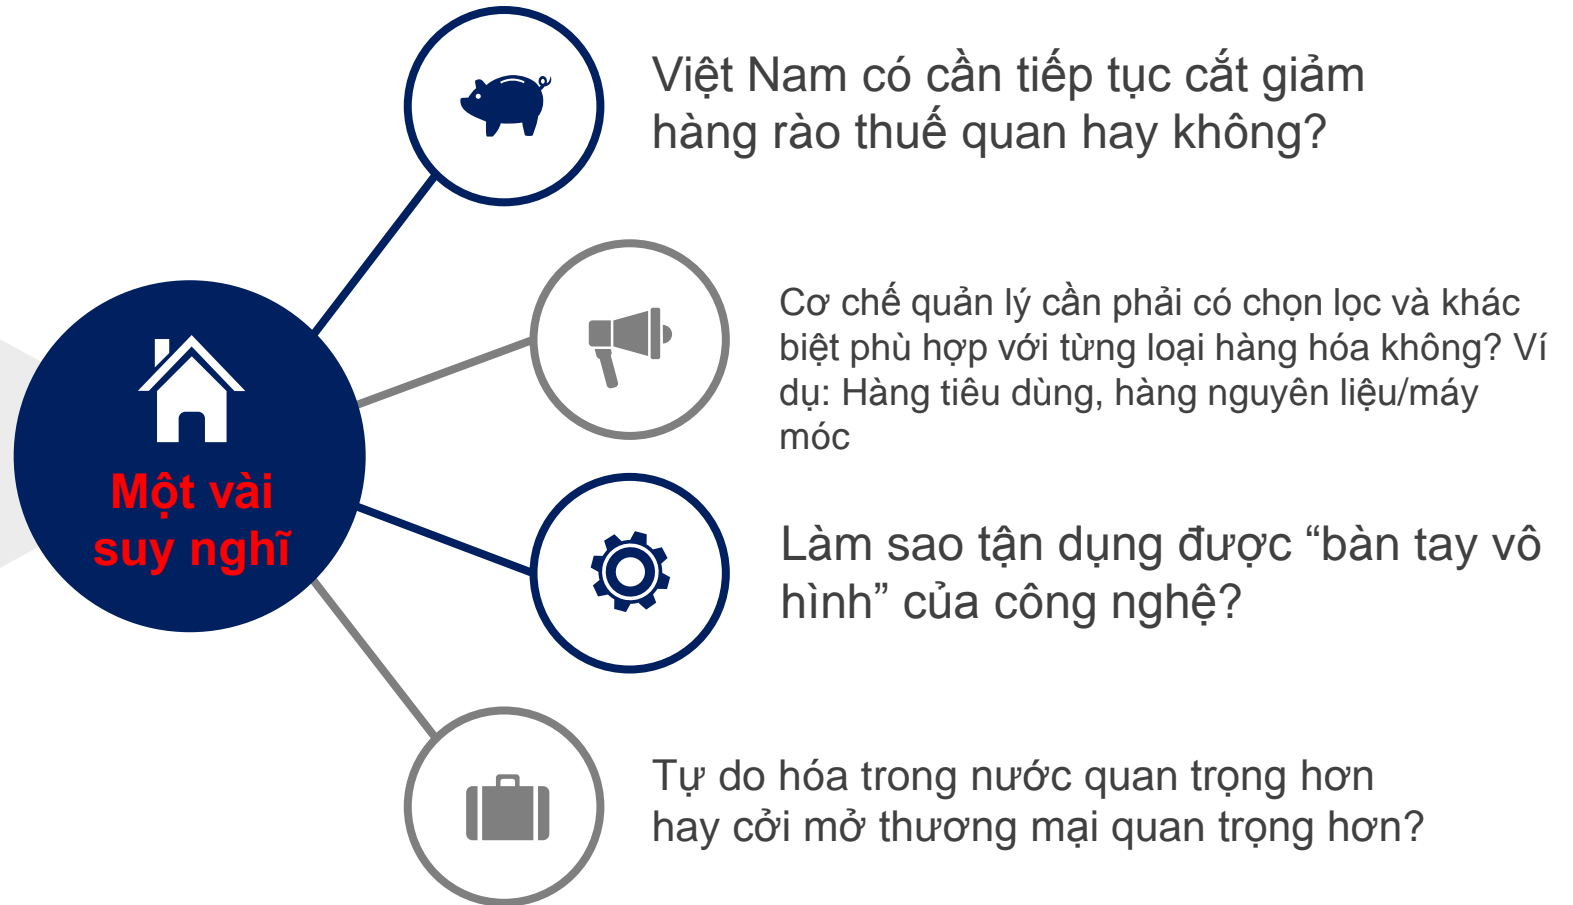 Việt Nam có cần tiếp tục cắt giảm
hàng rào thuế quan hay không?
Cơ chế quản lý cần phải có chọn lọc và khác
biệt phù hợp với từng loại hàng hóa không? Ví
dụ: Hàng tiêu dùng, hàng nguyên liệu/máy
móc
Một vài
suy nghĩ
Làm sao tận dụng được “bàn tay vô
hình” của công nghệ?
Tự do hóa trong nước quan trọng hơn
hay cởi mở thương mại quan trọng hơn?